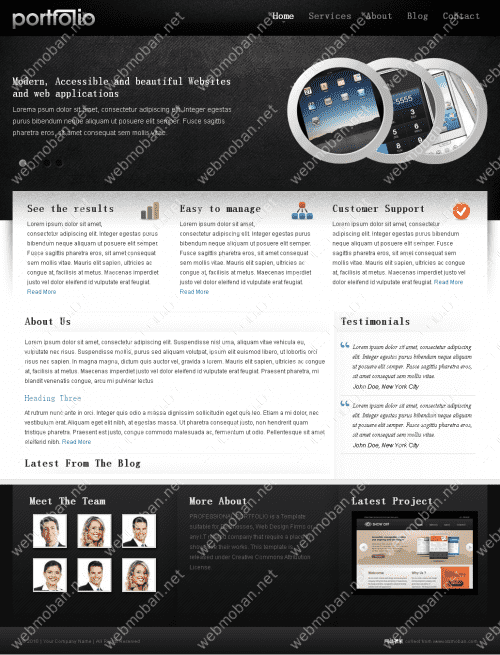 portfolio
Home Services About Blog Contact
Modern, Accessible and beautiful Websites
and web applications
Lorema psum dolor sit amet, consectetur adipiscing elit. Integer egestas
purus bibendum neque aliquam ut posuere elit semper. Fusce sagittis
pharetra eros, sit amet consequat sem mollis vitae.
See the results
Lorem ipsum dolor sit amet,
consectetur adipiscing elit. Integer egestas purus
bibendum neque aliquam ut posuere elit semper.
Fusce sagittis pharetra eros, sit amet consequat
sem mollis vitae. Mauris elit sapien, ultricies ac
congue at, facilisis at metus. Maecenas imperdiet
justo vel dolor eleifend id vulputate erat feugiat.
Read More
Easy to manage
Lorem ipsum dolor sit amet,
consectetur adipiscing elit. Integer egestas purus
bibendum neque aliquam ut posuere elit semper.
Fusce sagittis pharetra eros, sit amet consequat
sem mollis vitae. Mauris elit sapien, ultricies ac
congue at, facilisis at metus. Maecenas imperdiet
justo vel dolor eleifend id vulputate erat feugiat.
Read More
Customer Support
Lorem ipsum dolor sit amet, consectetur
adipiscing elit. Integer egestas purus bibendum
neque aliquam ut posuere elit semper. Fusce
sagittis pharetra eros, sit amet consequat sem
mollis vitae. Mauris elit sapien, ultricies ac
congue at, facilisis at metus. Maecenas imperdiet justo vel
dolor eleifend id vulputate erat feugiat. Read More
About Us
Lorem ipsum dolor sit amet, consectetur adipiscing elit. Suspendisse nisl urna, aliquam vitae vehicula eu,
vulputate nec risus. Suspendisse mollis, purus sed aliquam volutpat, ipsum elit euismod libero, ut lobortis orci
risus nec sapien. In magna magna, dictum quis auctor vel, gravida a lorem. Mauris elit sapien, ultricies ac congue
at, facilisis at metus. Maecenas imperdiet justo vel dolor eleifend id vulputate erat feugiat. Praesent pharetra, mi
blandit venenatis congue, arcu mi pulvinar lectus
Heading Three
At rutrum nunc ante in orci. Integer quis odio a massa dignissim sollicitudin eget quis leo. Etiam a mi dolor, nec
vestibulum erat. Aliquam eget elit nibh, at egestas massa. Ut pharetra consequat justo, non hendrerit quam
tristique pharetra. Praesent est justo, congue commodo malesuada ac, fermentum ut odio. Pellentesque sit amet
eleifend nibh. Read More
Latest From The Blog
Testimonials
Lorem ipsum dolor sit amet, consectetur adipiscing
elit. Integer egestas purus bibendum neque aliquam
ut posuere elit semper. Fusce sagittis pharetra eros,
sit amet consequat sem mollis vitae.
John Doe, New York City
Lorem ipsum dolor sit amet, consectetur adipiscing
elit. Integer egestas purus bibendum neque aliquam
ut posuere elit semper. Fusce sagittis pharetra eros,
sit amet consequat sem mollis vitae.
John Doe, New York City
Meet The Team
More About
PROFESSIONAL PORTFOLIO is a Template
suitable for Businesses, Web Design Firms or
any I.T related company that require a place to
showcase their works. This template is
released under Creative Commons Attribution
License
Latest Project
webmoban.net